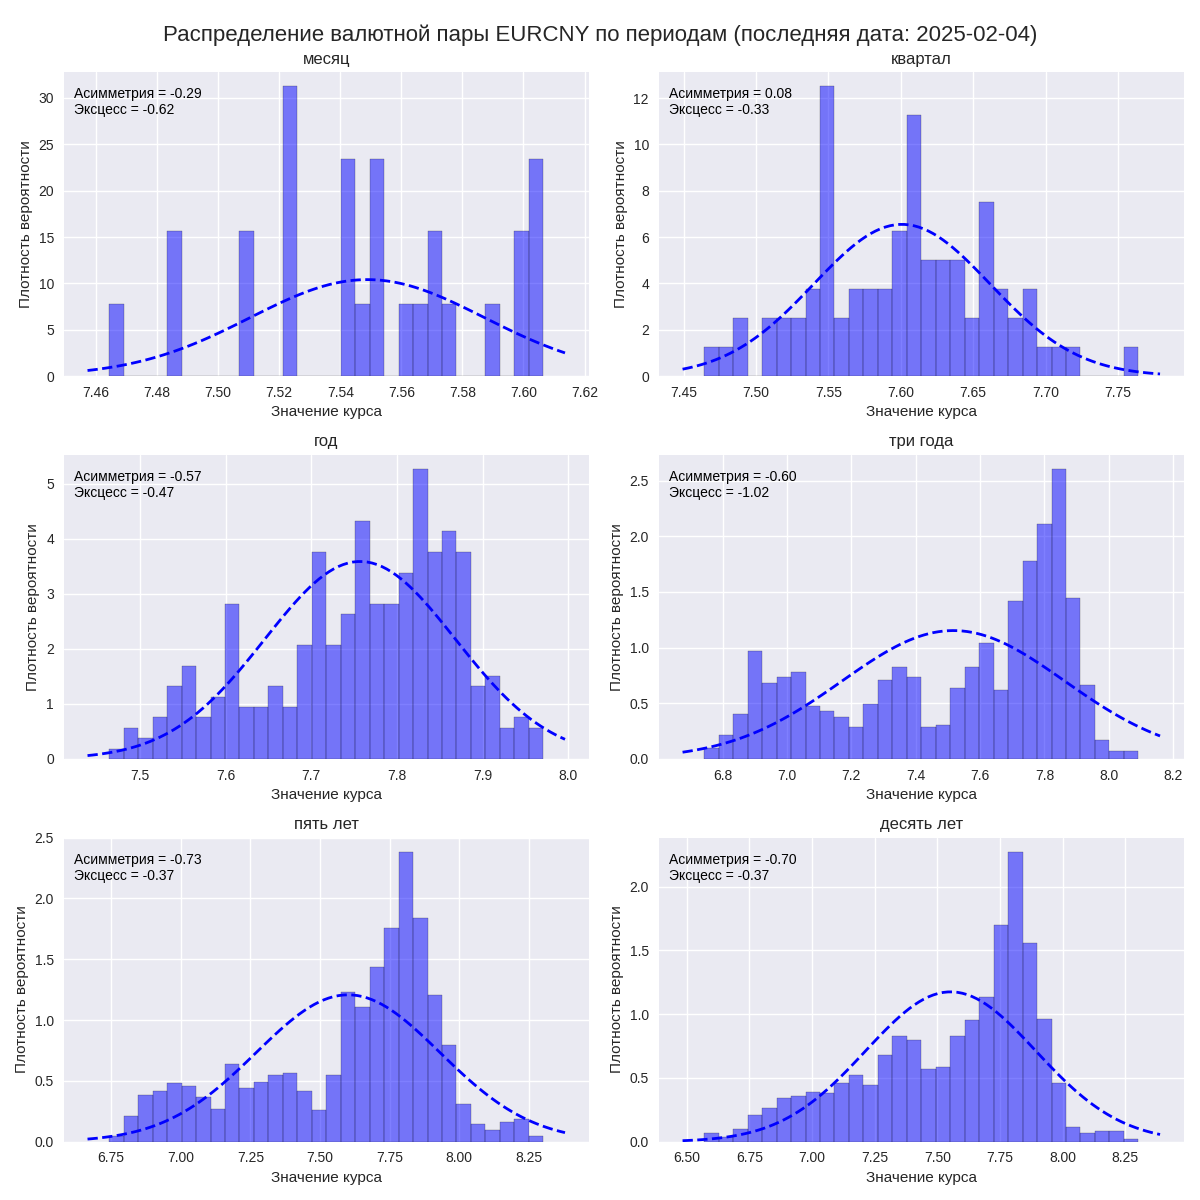 Распределение валютной пары EURCNY по периодам (последняя дата: 2025-02-04)
месяц
Асимметрия = -0.29
Эксцесс = -0.62
Плотность вероятности
30
25
20
15
10
5
0
7.46 7.48 7.50 7.52 7.54 7.56 7.58 7.60 7.62
Значение курса
квартал
Асимметрия = 0.08
Эксцесс = -0.33
Плотность вероятности
12
10
8
6
4
2
0
7.45 7.50 7.55 7.60 7.65 7.70 7.75
Значение курса
год
Асимметрия = -0.57
Эксцесс = -0.47
Плотность вероятности
5
4
3
2
1
0
7.5 7.6 7.7 7.8 7.9 8.0
Значение курса
три года
Асимметрия = -0.60
Эксцесс = -1.02
Плотность вероятности
2.5
2.0
1.5
1.0
0.5
0.0
6.8 7.0 7.2 7.4 7.6 7.8 8.0 8.2
Значение курса
пять лет
Асимметрия = -0.73
Эксцесс = -0.37
Плотность вероятности
2.5
2.0
1.5
1.0
0.5
0.0
6.75 7.00 7.25 7.50 7.75 8.00 8.25
Значение курса
десять лет
Асимметрия = -0.70
Эксцесс = -0.37
Плотность вероятности
2.0
1.5
1.0
0.5
0.0
6.50 6.75 7.00 7.25 7.50 7.75 8.00 8.25
Значение курса